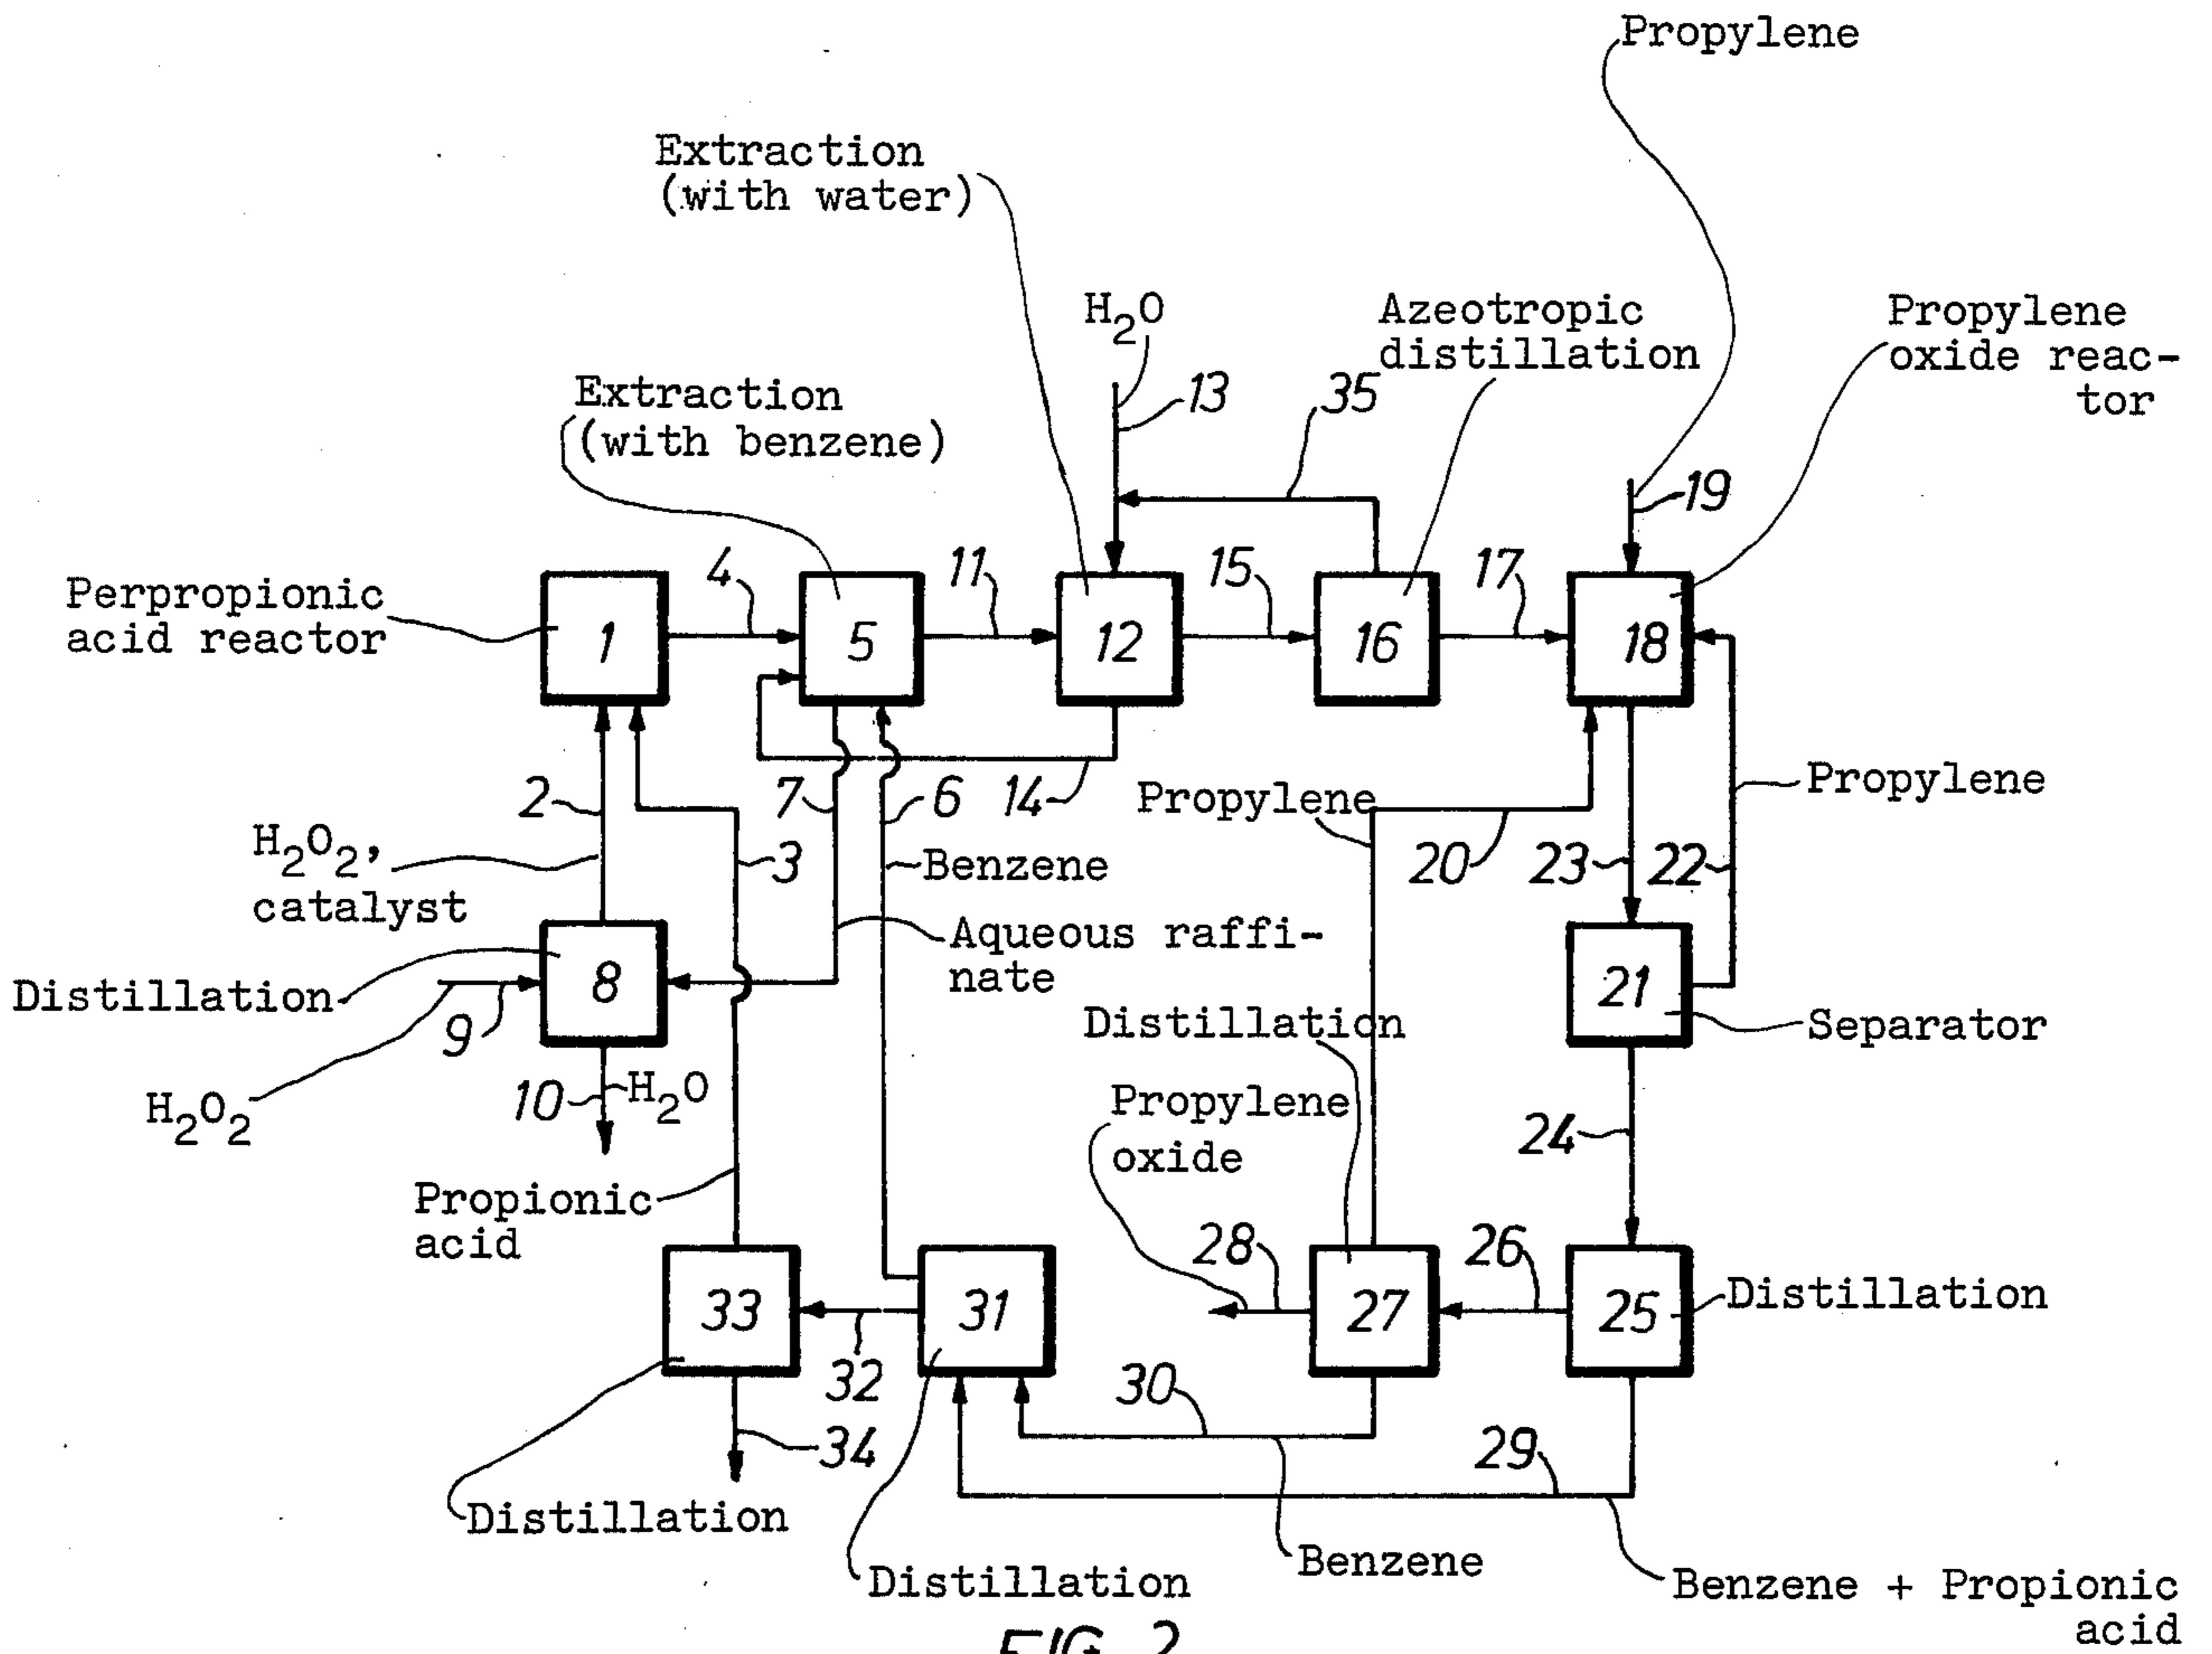 Propylene
Extraction
(with water)
H2O
Azeotropic
distillation
Propylene
oxide reac-
tor
Extraction
(with benzene)
13
35
19
Perpropionic
acid reactor
1
4
5
11
12
15
16
17
18
2
7
6
14
Propylene
Propylene
H2O2,
catalyst
3
Benzene
20
23
22
Aqueous raffi-
nate
Distillation
8
9
21
Separator
Distillation
H2O2
10
H2O
Propylene
oxide
24
Propionic
acid
33
31
28
27
26
25
Distillation
32
30
34
29
Distillation
Distillation
Benzene
Benzene + Propionic
acid
FIG. 2